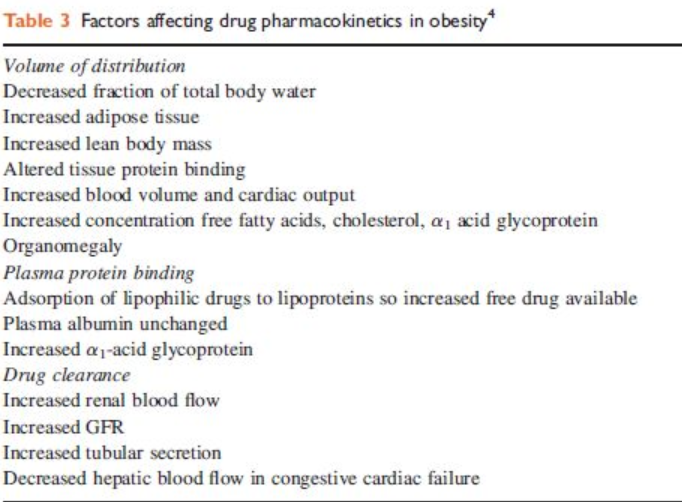 Table 3 Factors affecting drug pharmacokinetics in obesity⁴
Volume of distribution
Decreased fraction of total body water
Increased adipose tissue
Increased lean body mass
Altered tissue protein binding
Increased blood volume and cardiac output
Increased concentration free fatty acids, cholesterol, α₁ acid glycoprotein
Organomegaly
Plasma protein binding
Adsorption of lipophilic drugs to lipoproteins so increased free drug available
Plasma albumin unchanged
Increased α₁-acid glycoprotein
Drug clearance
Increased renal blood flow
Increased GFR
Increased tubular secretion
Decreased hepatic blood flow in congestive cardiac failure